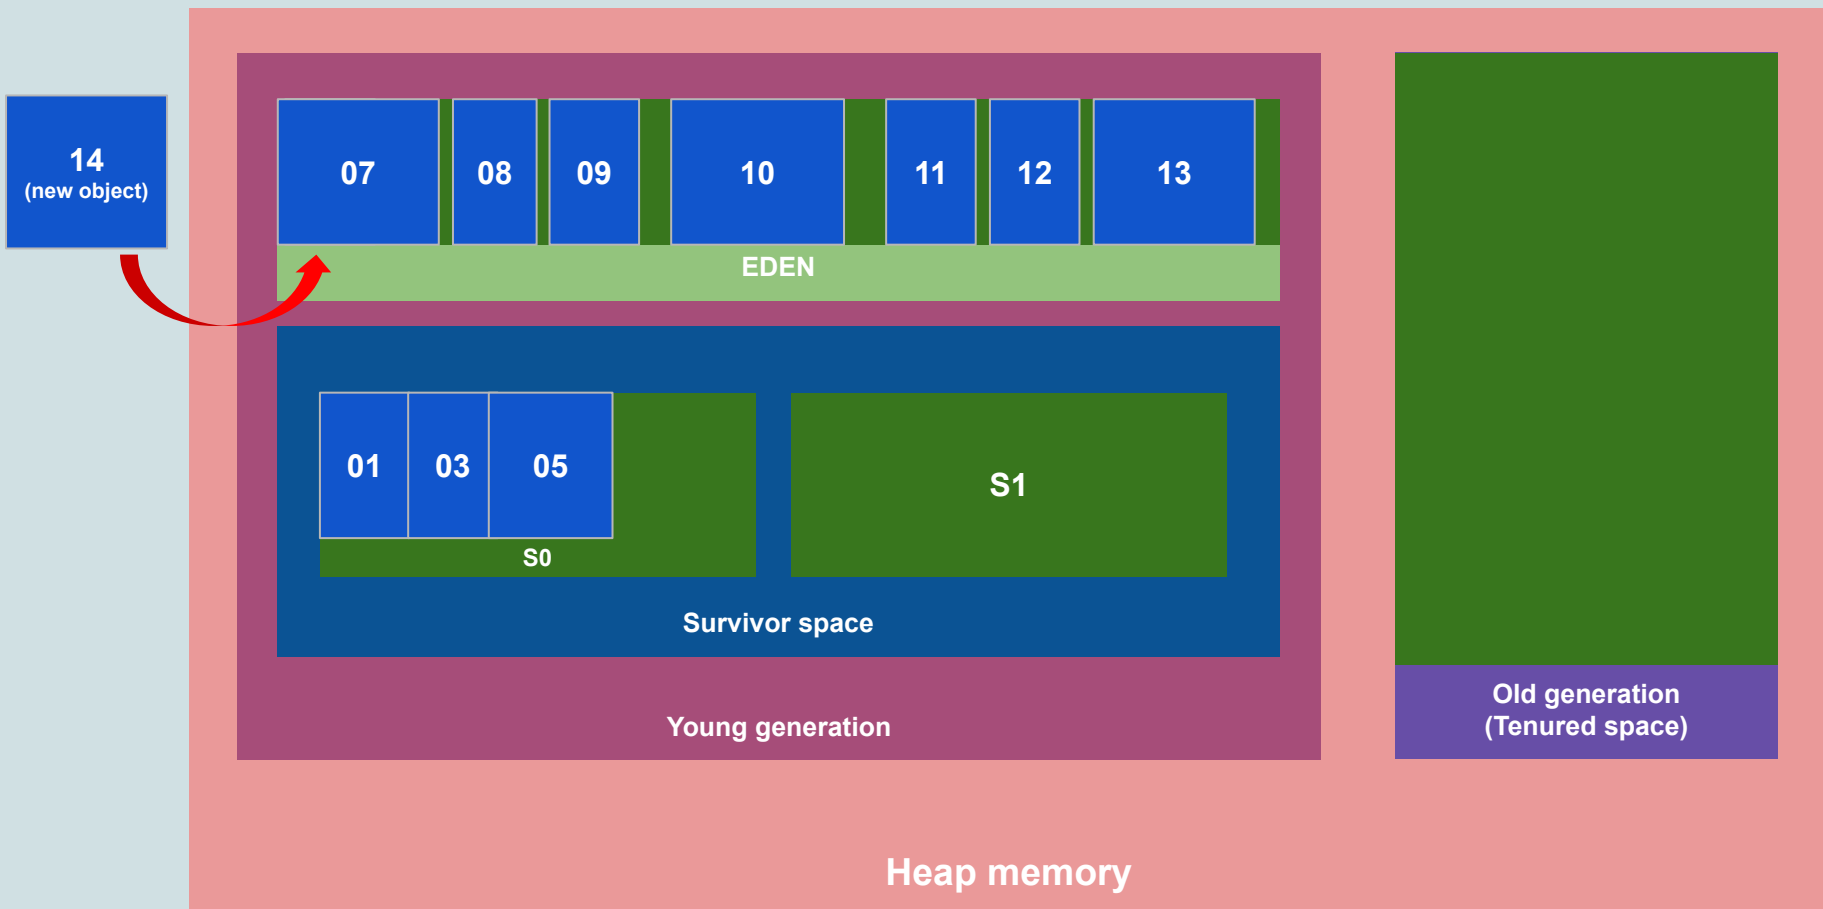 14
(new object)
07
08
09
10
11
12
13
EDEN
01
03
05
S0
S1
Survivor space
Young generation
Old generation
(Tenured space)
Heap memory